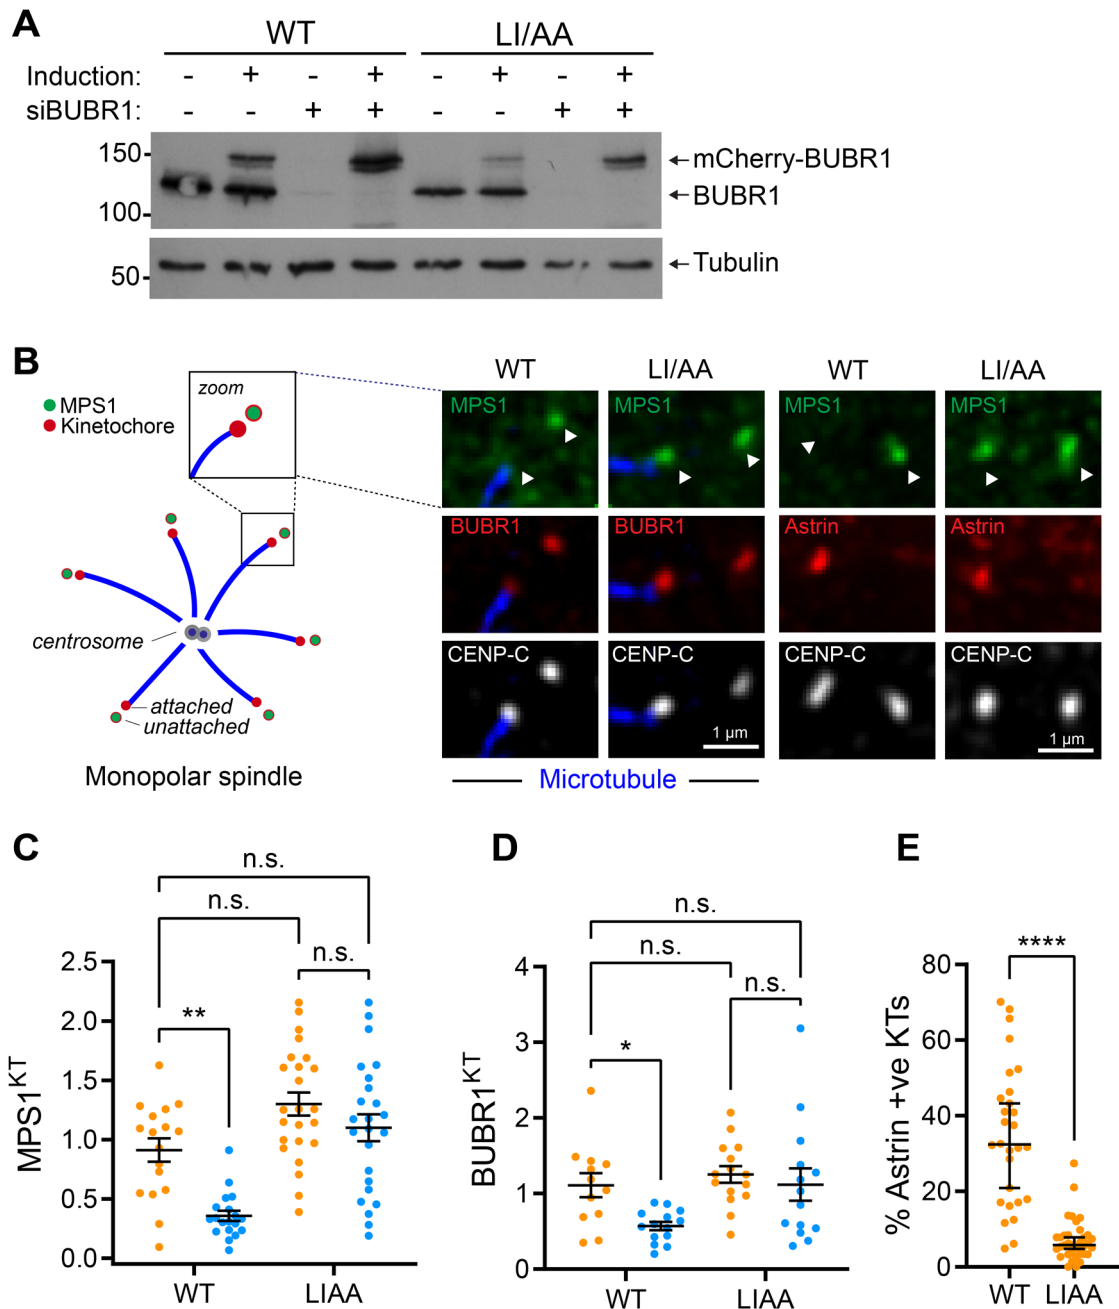 A
WT LI/AA
Induction: - + - + - + - +
siBUBR1: - - + + - - + +
150
mCherry-BUBR1
BUBR1
100
Tubulin
50
B
WT LI/AA WT LI/AA
zoom
MPS1
Kinetochore
MPS1 MPS1 MPS1 MPS1
BUBR1 BUBR1 Astrin Astrin
centrosome
CENP-C CENP-C CENP-C CENP-C
attached
unattached
1 µm 1 µm
Monopolar spindle
Microtubule
C
n.s.
n.s.
n.s.
**
MPS1KT
2.5
2.0
1.5
1.0
0.5
0.0
WT LIAA
D
n.s.
n.s.
n.s.
*
BUBR1KT
4
3
2
1
0
WT LIAA
E
****
% Astrin +ve KTs
80
60
40
20
0
WT LIAA